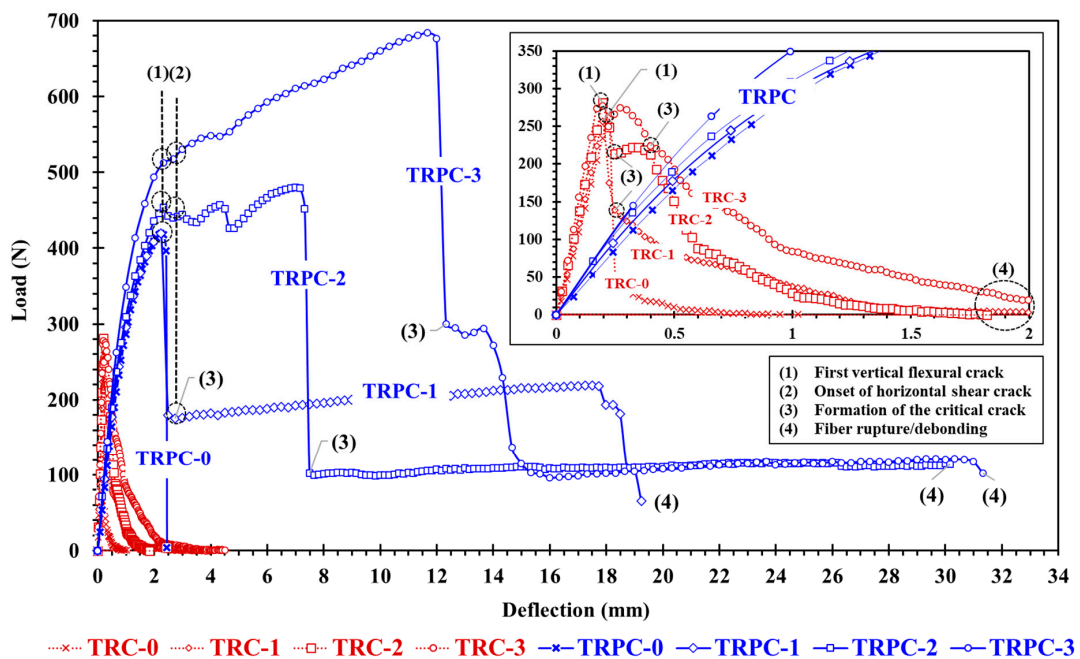 700
600
500
400
300
200
100
0
Load (N)
0 2 4 6 8 10 12 14 16 18 20 22 24 26 28 30 32 34
Deflection (mm)
(1) (2)
(3)
TRPC-0
TRPC-1
TRPC-2
TRPC-3
(3)
(3)
(4)
(4)
(4)
350
300
250
200
150
100
50
0
0 0.5 1 1.5 2
(1)
(1)
(3)
(3)
TRPC
TRC-3
TRC-2
TRC-1
TRC-0
(4)
(1) First vertical flexural crack
(2) Onset of horizontal shear crack
(3) Formation of the critical crack
(4) Fiber rupture/debonding
TRC-0 TRC-1 TRC-2 TRC-3 TRPC-0 TRPC-1 TRPC-2 TRPC-3